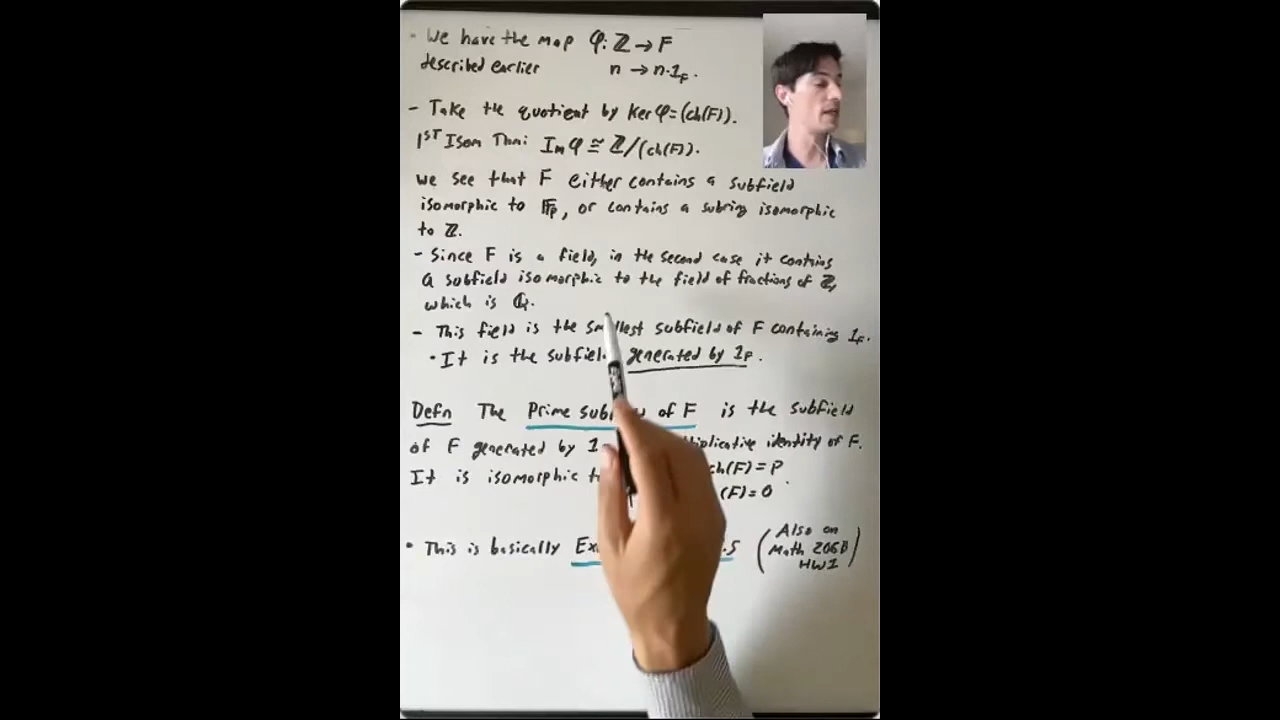 • We have the map φ: ℤ → F
described earlier n → n·1_F.
- Take the quotient by Ker φ = (ch(F)).
1ST Isom Thm: Im φ ≅ ℤ/(ch(F)).
We see that F either contains a subfield
isomorphic to 𝔽p, or contains a subring isomorphic
to ℤ.
- Since F is a field, in the second case it contains
a subfield isomorphic to the field of fractions of ℤ,
which is ℚ.
- This field is the smallest subfield of F containing 1_F.
• It is the subfield generated by 1_F.
Defn The Prime sub of F is the subfield
of F generated by 1 identity of F.
It is isomorphic ch(F) = P
(F) = 0
• This is basically .5 (Also on
Math 206B
HW1)